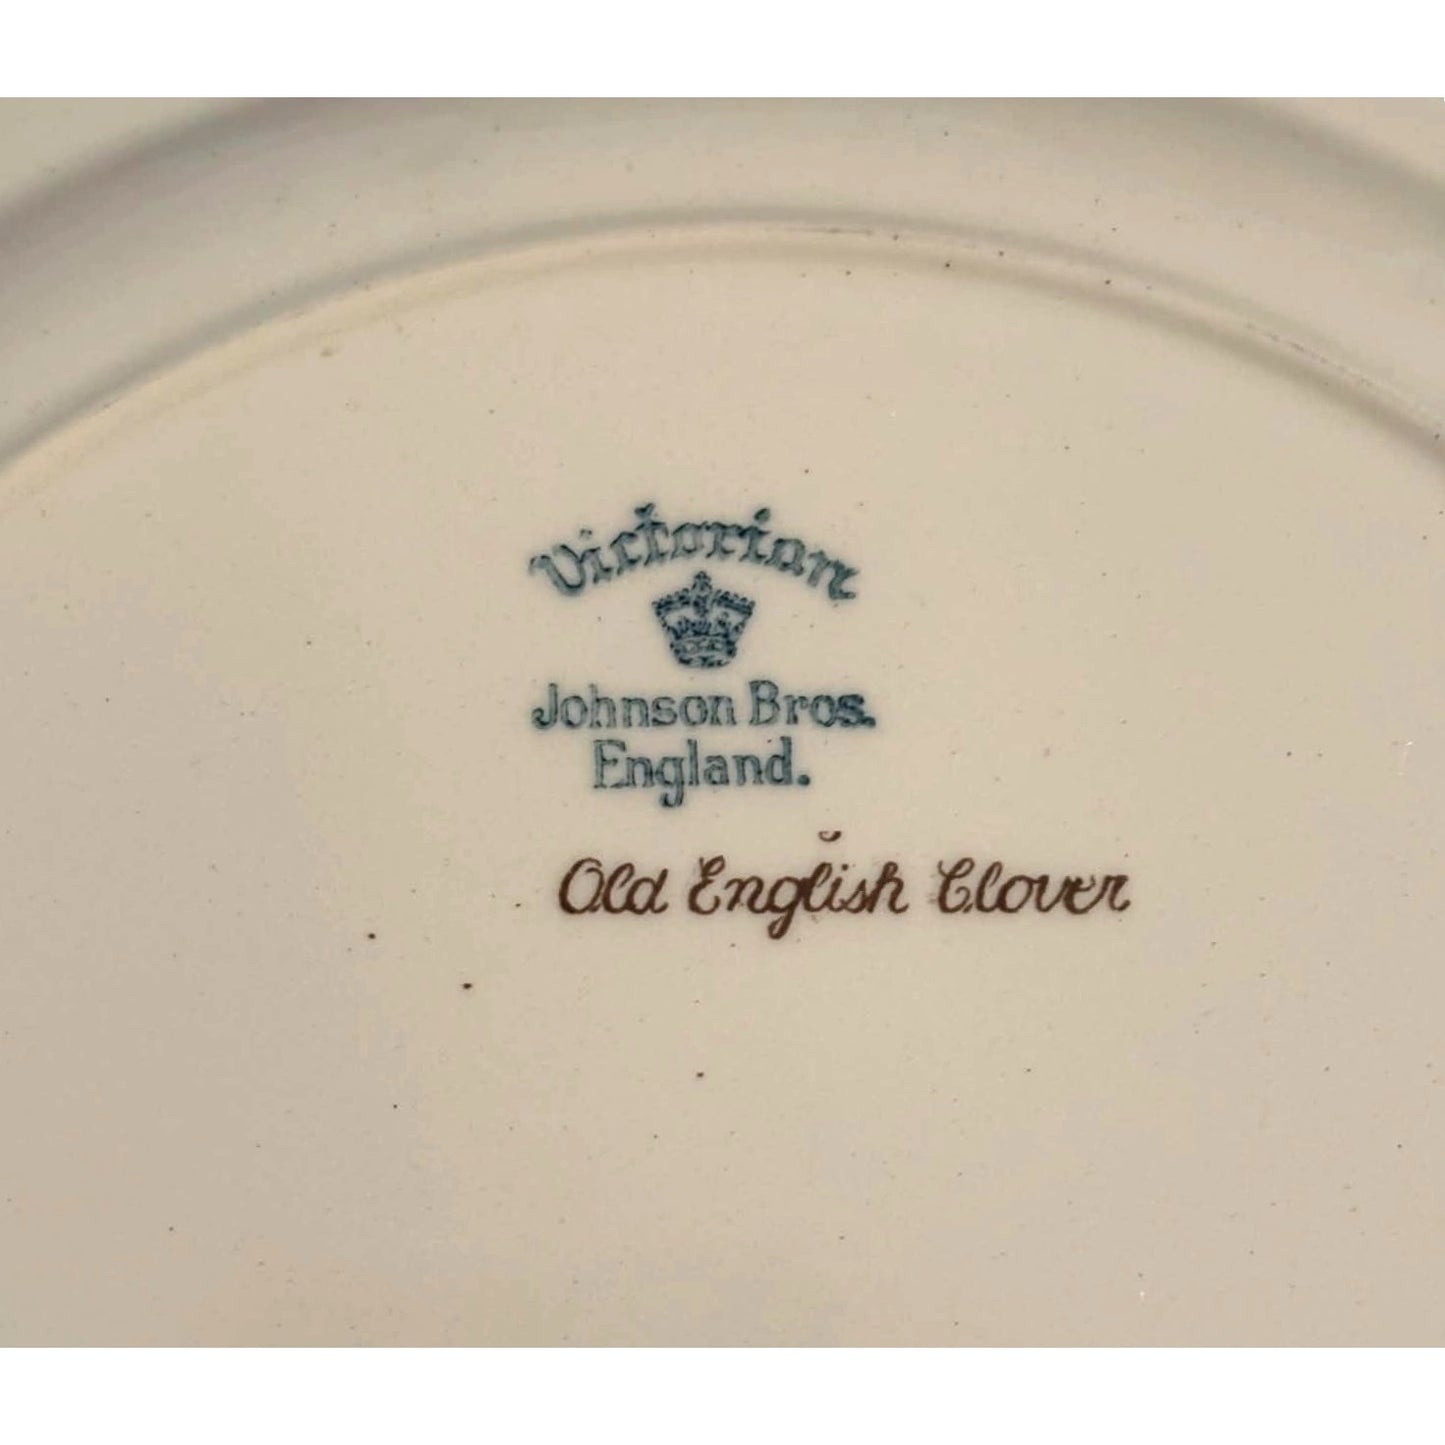 Victorian
Johnson Bros.
England.
Old English Clover